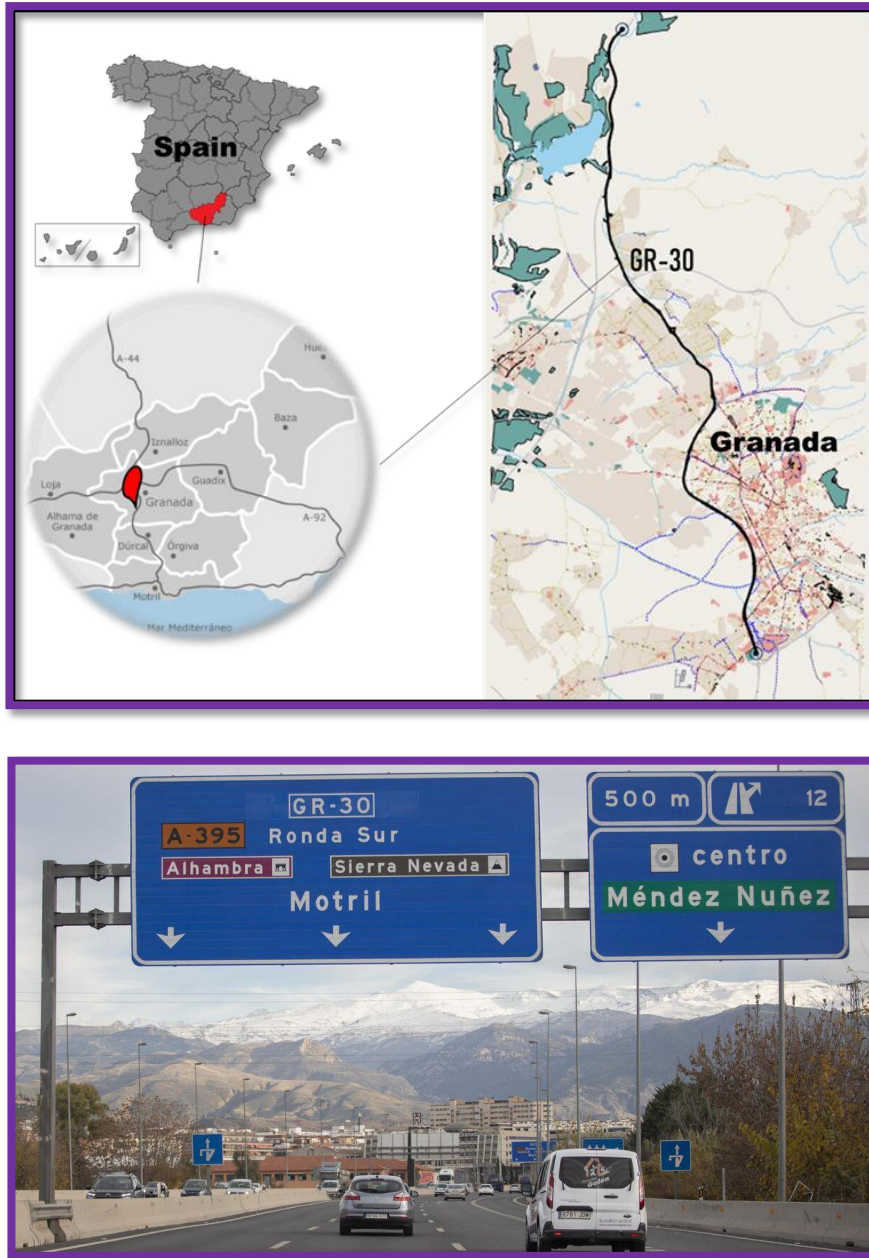 Spain
A-44
Iznalloz
Baza
Loja
Granada
Guadix
Alhama de
Granada
A-92
Dúrcal
Órgiva
Motril
Mar Mediterráneo
GR-30
Granada
GR-30
A-395 Ronda Sur
Alhambra Sierra Nevada
Motril
500 m 12
centro
Méndez Nuñez